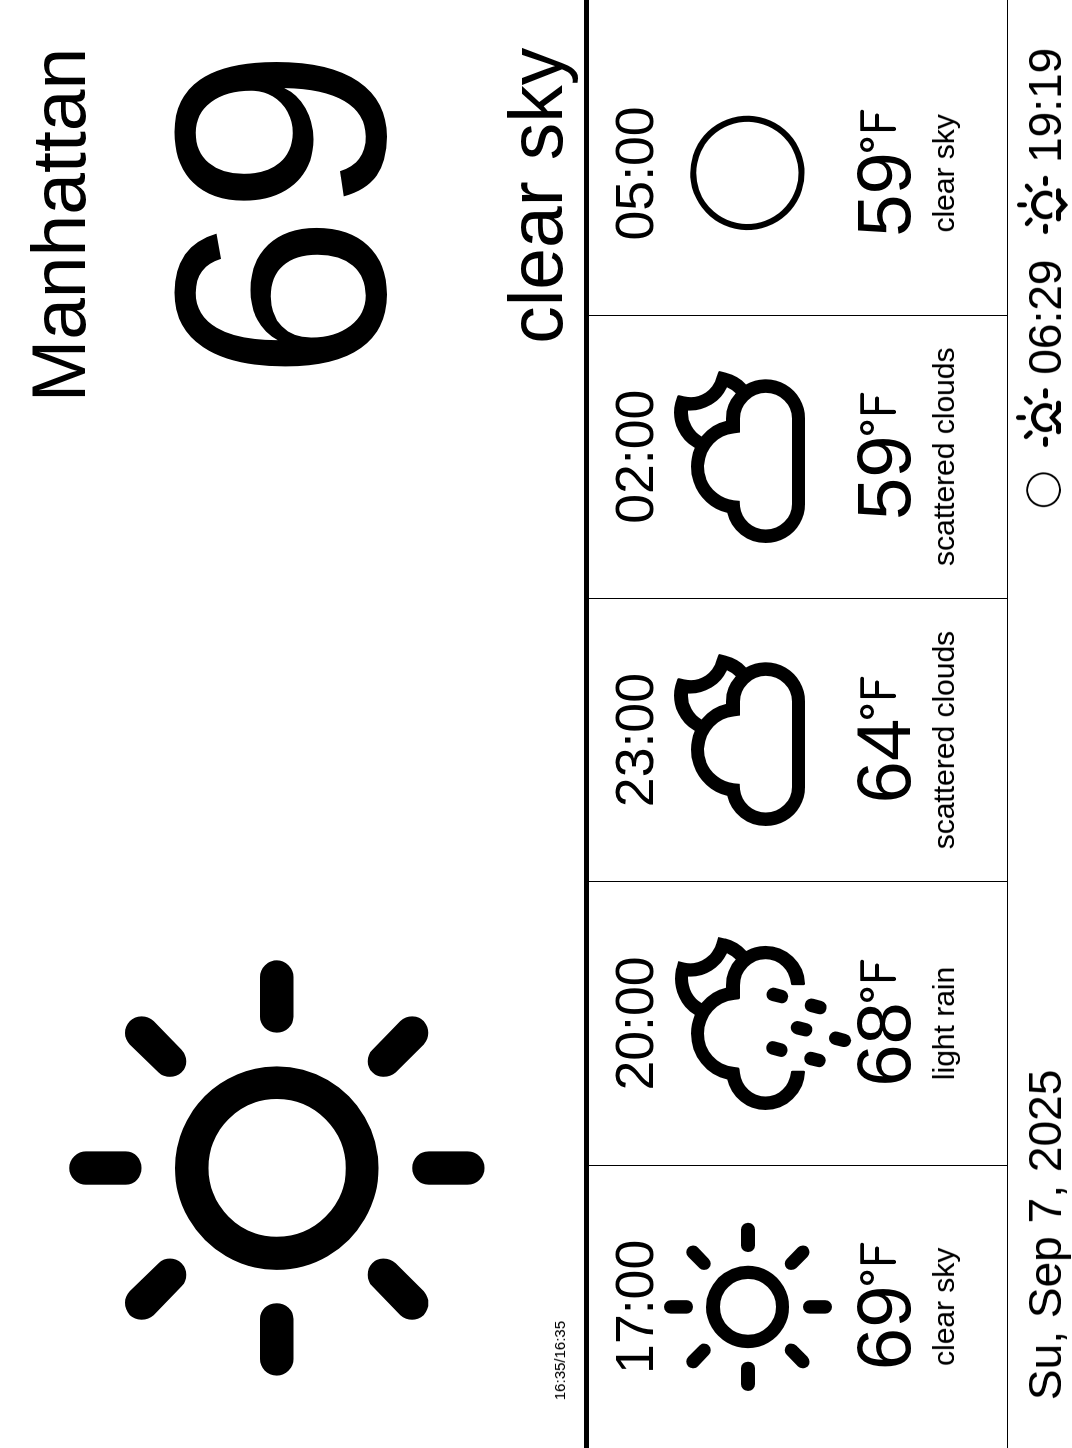 Manhattan
69
clear sky
16:35/16:35
17:00
69°F
clear sky
20:00
68°F
light rain
23:00
64°F
scattered clouds
02:00
59°F
scattered clouds
05:00
59°F
clear sky
Su, Sep 7, 2025
06:29 19:19